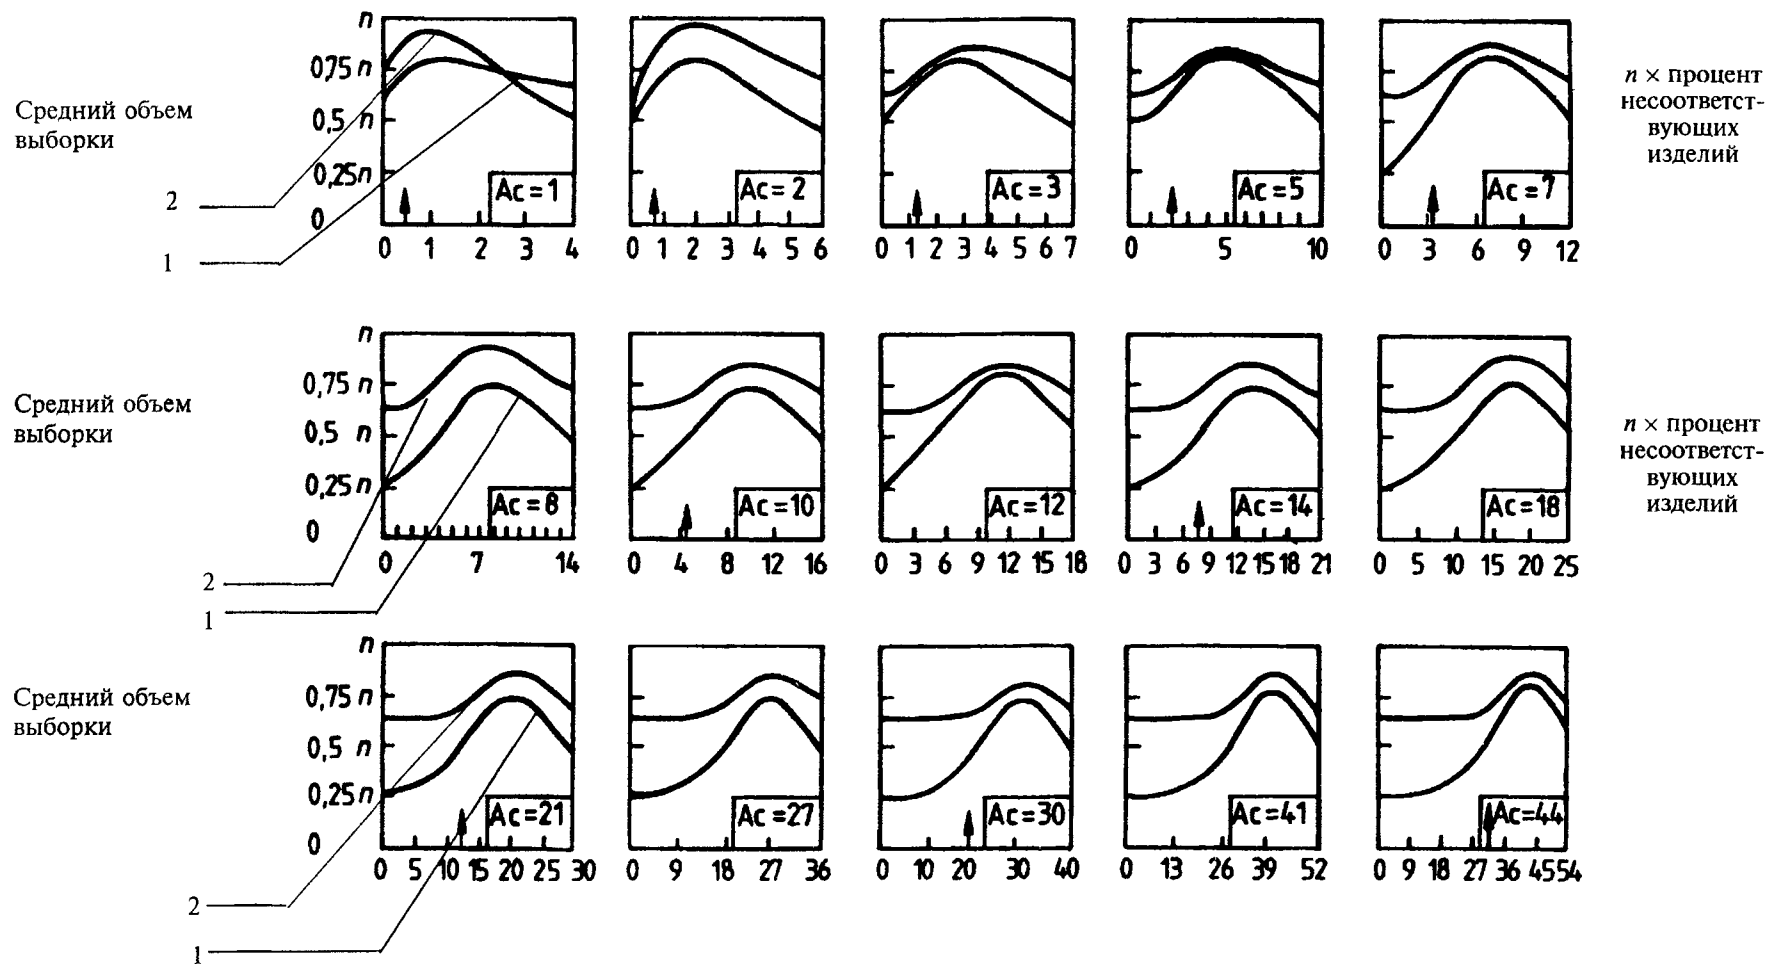 n
0,75 n
Средний объем
выборки
0,5 n
0,25n
0
2
1
Ac=1
Ac=2
Ac=3
Ac=5
Ac=7
0 1 2 3 4
0 1 2 3 4 5 6
0 1 2 3 4 5 6 7
0 5 10
0 3 6 9 12
n × процент
несоответст-
вующих
изделий
n
0,75 n
Средний объем
выборки
0,5 n
0,25 n
0
2
1
Ac=8
Ac=10
Ac=12
Ac=14
Ac=18
0 7 14
0 4 8 12 16
0 3 6 9 12 15 18
0 3 6 9 12 15 18 21
0 5 10 15 20 25
n × процент
несоответст-
вующих
изделий
n
0,75 n
Средний объем
выборки
0,5 n
0,25 n
0
2
1
Ac=21
Ac=27
Ac=30
Ac=41
Ac=44
0 5 10 15 20 25 30
0 9 18 27 36
0 10 20 30 40
0 13 26 39 52
0 9 18 27 36 45 54